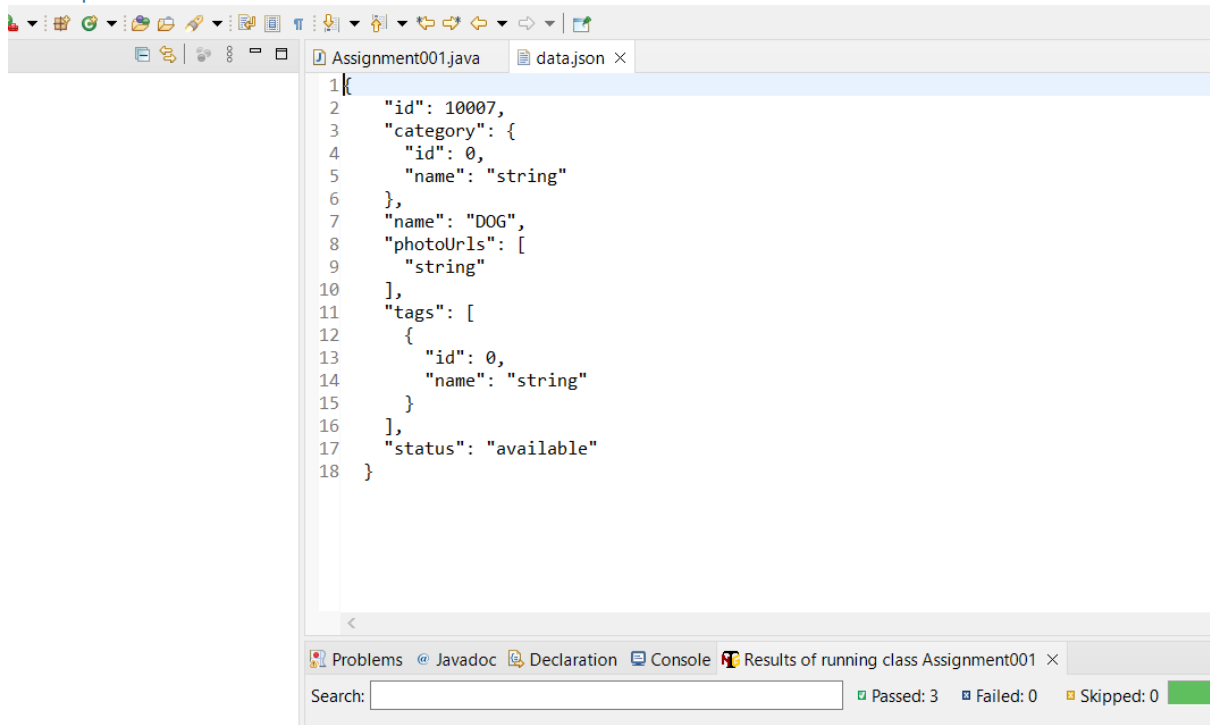 Assignment001.java data.json
1 {
2 "id": 10007,
3 "category": {
4 "id": 0,
5 "name": "string"
6 },
7 "name": "DOG",
8 "photoUrls": [
9 "string"
10 ],
11 "tags": [
12 {
13 "id": 0,
14 "name": "string"
15 }
16 ],
17 "status": "available"
18 }
Problems @ Javadoc Declaration Console Results of running class Assignment001
Search: Passed: 3 Failed: 0 Skipped: 0